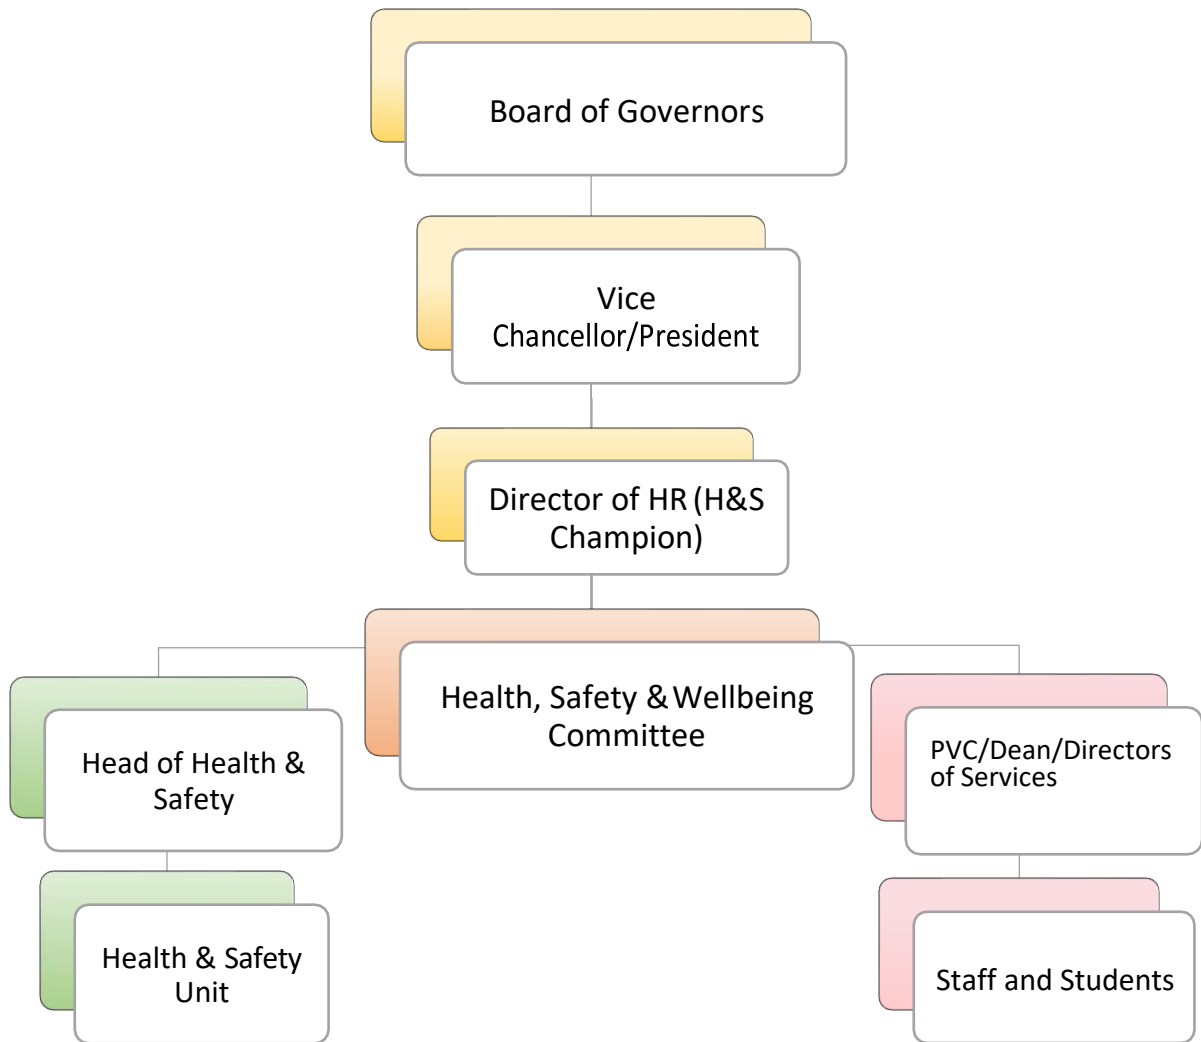 Board of Governors
Vice
Chancellor/President
Director of HR (H&S
Champion)
Health, Safety & Wellbeing
Committee
Head of Health &
Safety
PVC/Dean/Directors
of Services
Health & Safety
Unit
Staff and Students